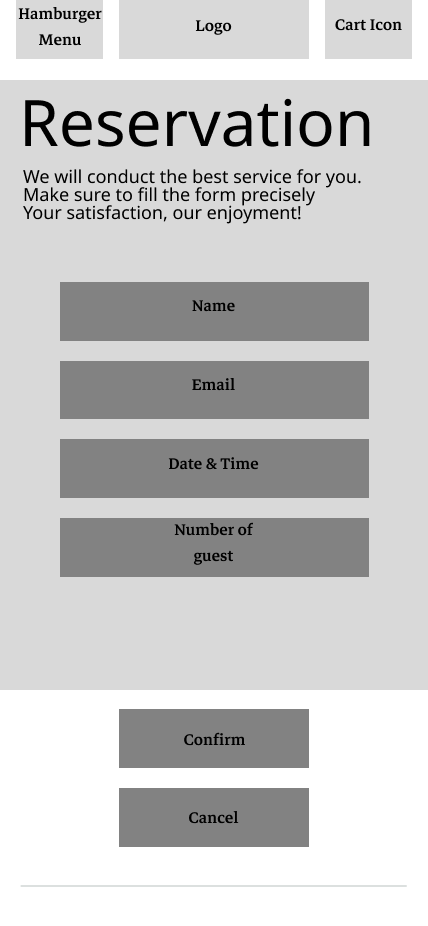 Hamburger
Menu
Logo
Cart Icon
Reservation
We will conduct the best service for you.
Make sure to fill the form precisely
Your satisfaction, our enjoyment!
Name
Email
Date & Time
Number of
guest
Confirm
Cancel